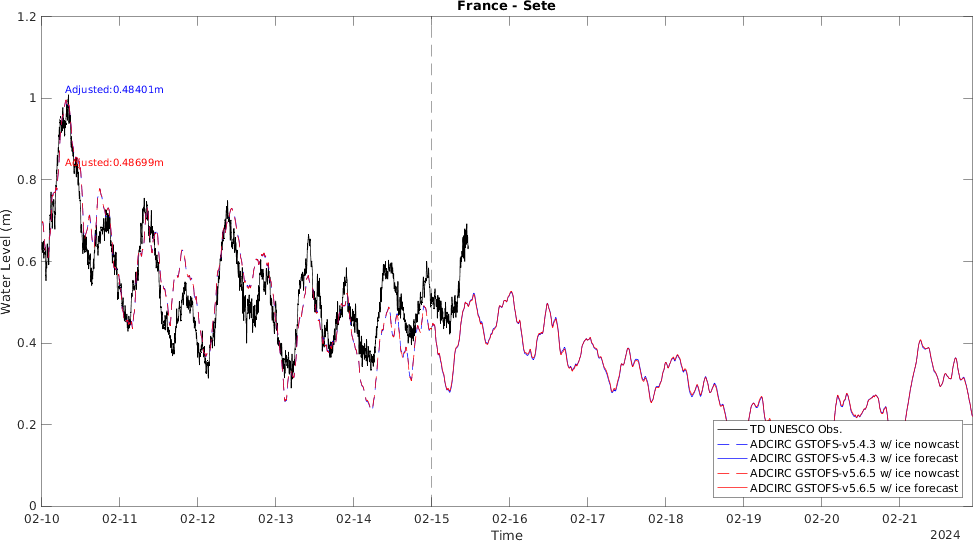 France - Sete
1.2
1
0.8
0.6
0.4
0.2
0
Water Level (m)
Adjusted:0.48401m
Adjusted:0.48699m
TD UNESCO Obs.
ADCIRC GSTOFS-v5.4.3 w/ ice nowcast
ADCIRC GSTOFS-v5.4.3 w/ ice forecast
ADCIRC GSTOFS-v5.6.5 w/ ice nowcast
ADCIRC GSTOFS-v5.6.5 w/ ice forecast
02-10 02-11 02-12 02-13 02-14 02-15 02-16 02-17 02-18 02-19 02-20 02-21
Time
2024